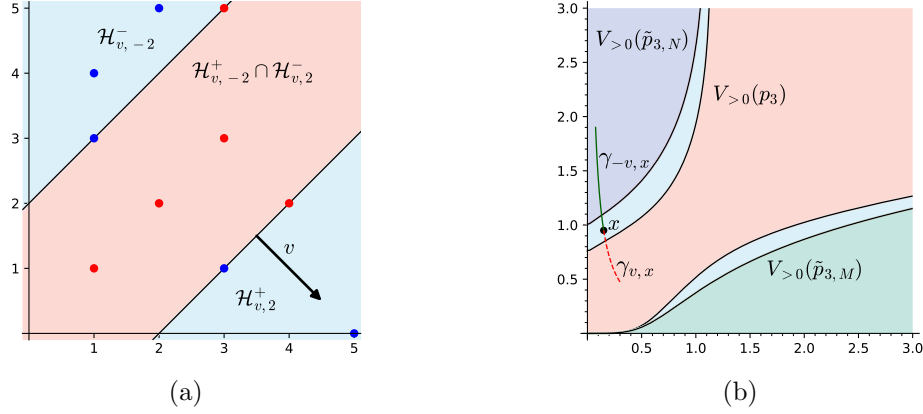 5
4
3
2
1
1
2
3
4
5
ℋ⁻_{v, −2}
ℋ⁺_{v, −2} ∩ ℋ⁻_{v,2}
v
ℋ⁺_{v,2}
(a)
3.0
2.5
2.0
1.5
1.0
0.5
0.5
1.0
1.5
2.0
2.5
3.0
V_{>0}(p̃_{3,N})
V_{>0}(p₃)
γ_{−v,x}
x
γ_{v,x}
V_{>0}(p̃_{3,M})
(b)